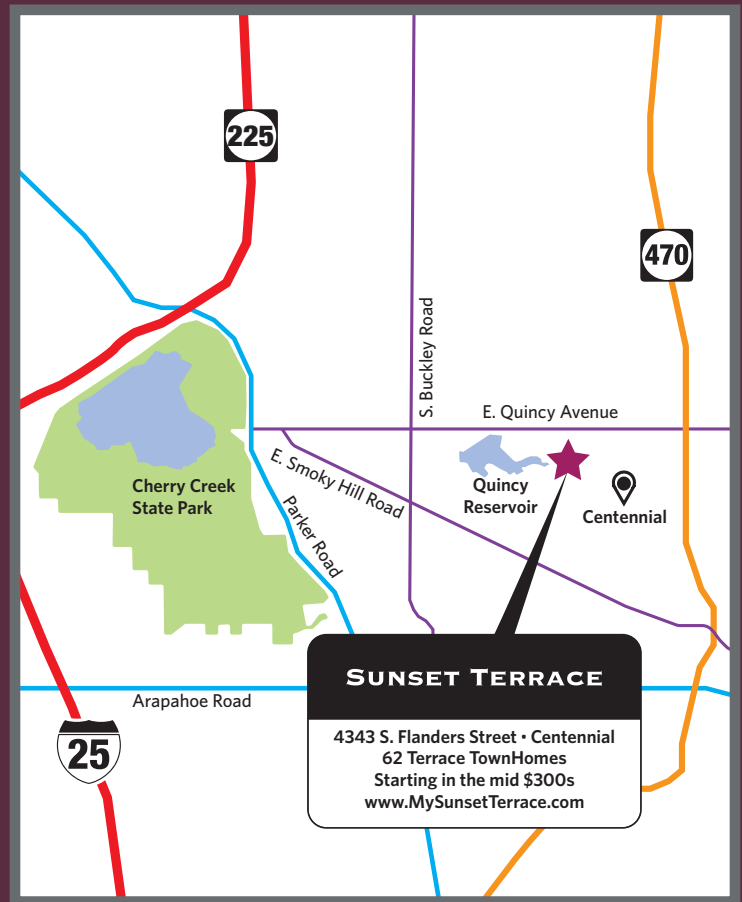 225
470
S. Buckley Road
E. Quincy Avenue
E. Smoky Hill Road
Quincy
Reservoir
Centennial
Cherry Creek
State Park
Parker Road
SUNSET TERRACE
Arapahoe Road
25
4343 S. Flanders Street • Centennial
62 Terrace TownHomes
Starting in the mid $300s
www.MySunsetTerrace.com